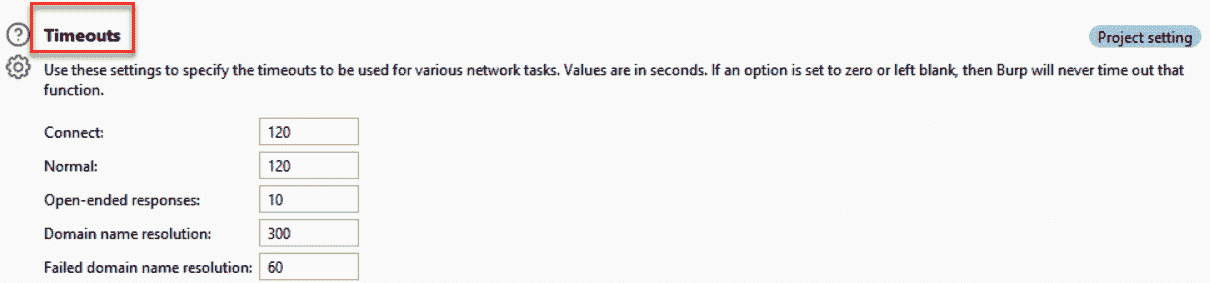 Timeouts
Project setting
Use these settings to specify the timeouts to be used for various network tasks. Values are in seconds. If an option is set to zero or left blank, then Burp will never time out that
function.
Connect: 120
Normal: 120
Open-ended responses: 10
Domain name resolution: 300
Failed domain name resolution: 60